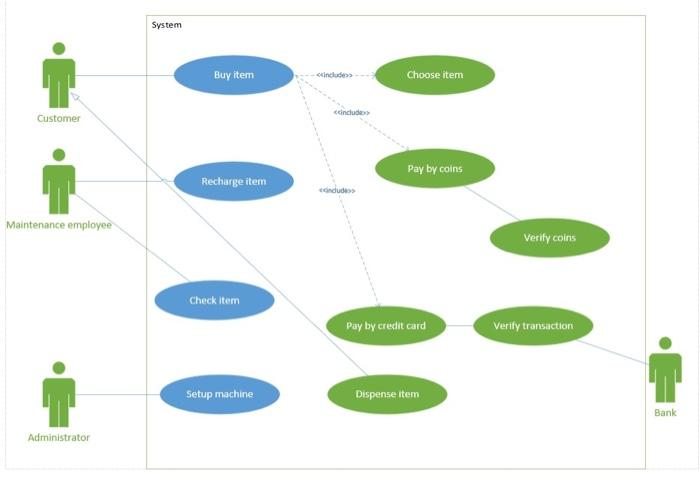 System
Buy item
<<include>>
Choose item
Customer
<<include>>
Pay by coins
Recharge item
<<include>>
Maintenance employee
Verify coins
Check item
Pay by credit card
Verify transaction
Setup machine
Dispense item
Bank
Administrator